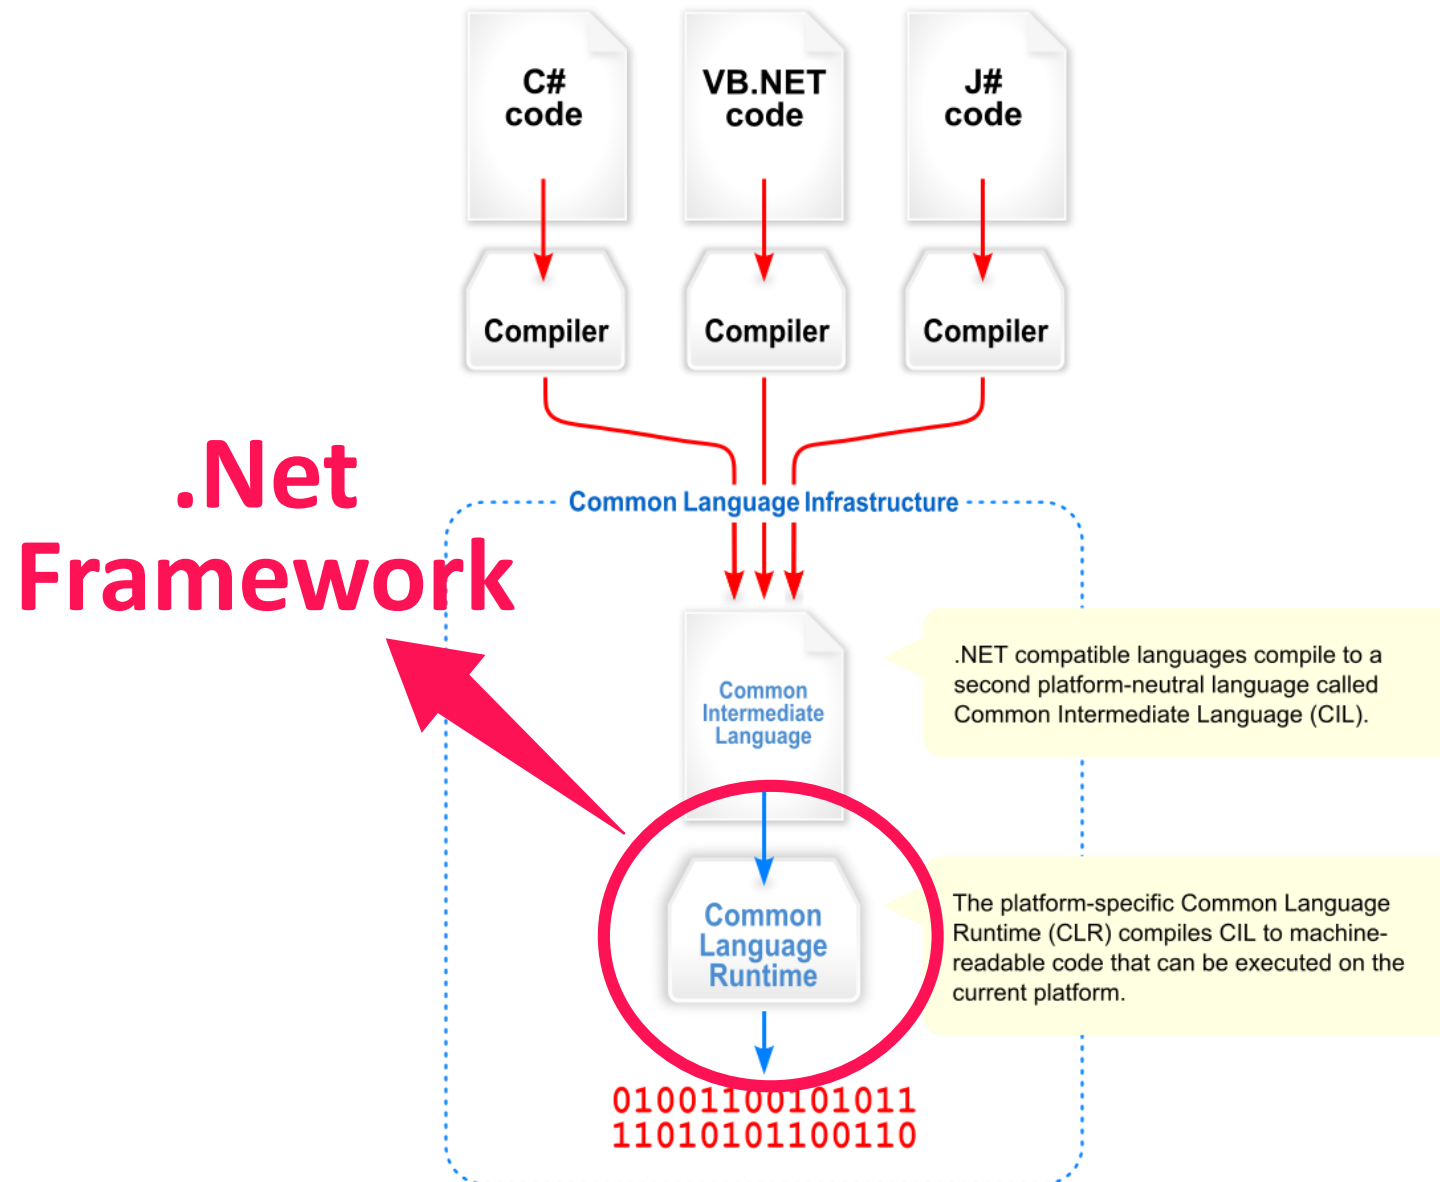 C#
code
VB.NET
code
J#
code
Compiler
Compiler
Compiler
.Net
Framework
Common Language Infrastructure
Common
Intermediate
Language
.NET compatible languages compile to a
second platform-neutral language called
Common Intermediate Language (CIL).
Common
Language
Runtime
The platform-specific Common Language
Runtime (CLR) compiles CIL to machine-
readable code that can be executed on the
current platform.
01001100101011
11010101100110